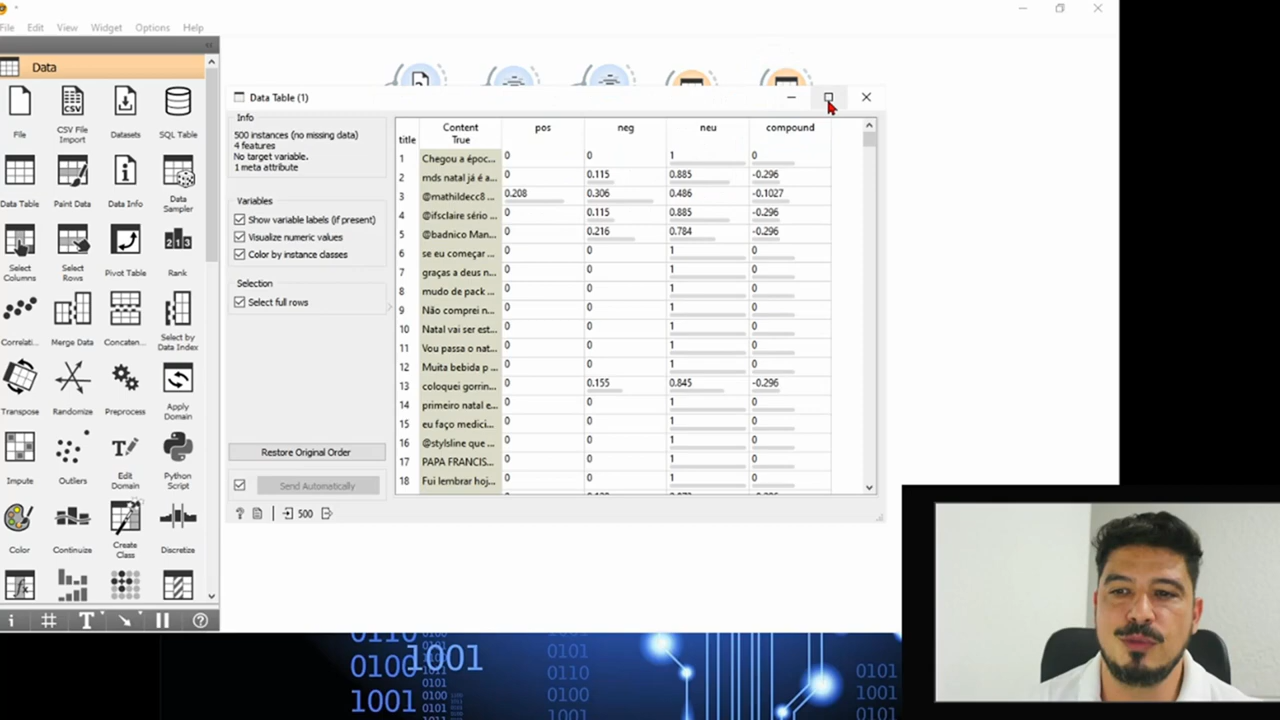 File Edit View Widget Options Help
Data
File
CSV File Import
Datasets
SQL Table
Data Table
Paint Data
Data Info
Data Sampler
Select Columns
Select Rows
Pivot Table
Rank
Correlati...
Merge Data
Concaten...
Select by Data Index
Transpose
Randomize
Preprocess
Apply Domain
Impute
Outliers
Edit Domain
Python Script
Color
Continuize
Create Class
Discretize
Data Table (1)
Info
500 instances (no missing data)
4 features
No target variable.
1 meta attribute
Variables
Show variable labels (if present)
Visualize numeric values
Color by instance classes
Selection
Select full rows
Restore Original Order
Send Automatically
500
title Content True pos neg neu compound
1 Chegou a époc... 0 0 1 0
2 mds natal já é a... 0 0.115 0.885 -0.296
3 @mathildecc8 ... 0.208 0.306 0.486 -0.1027
4 @ifsclaire sério ... 0 0.115 0.885 -0.296
5 @badnico Man... 0 0.216 0.784 -0.296
6 se eu começar ... 0 0 1 0
7 graças a deus n... 0 0 1 0
8 mudo de pack ... 0 0 1 0
9 Não comprei n... 0 0 1 0
10 Natal vai ser est... 0 0 1 0
11 Vou passa o nat... 0 0 1 0
12 Muita bebida p... 0 0 1 0
13 coloquei gorrin... 0 0.155 0.845 -0.296
14 primeiro natal e... 0 0 1 0
15 eu faço medici... 0 0 1 0
16 @stylsline que ... 0 0 1 0
17 PAPA FRANCIS... 0 0 1 0
18 Fui lembrar hoj... 0 0 1 0
0100
1001
1001
0100
0101
0110
0100
0101
0100